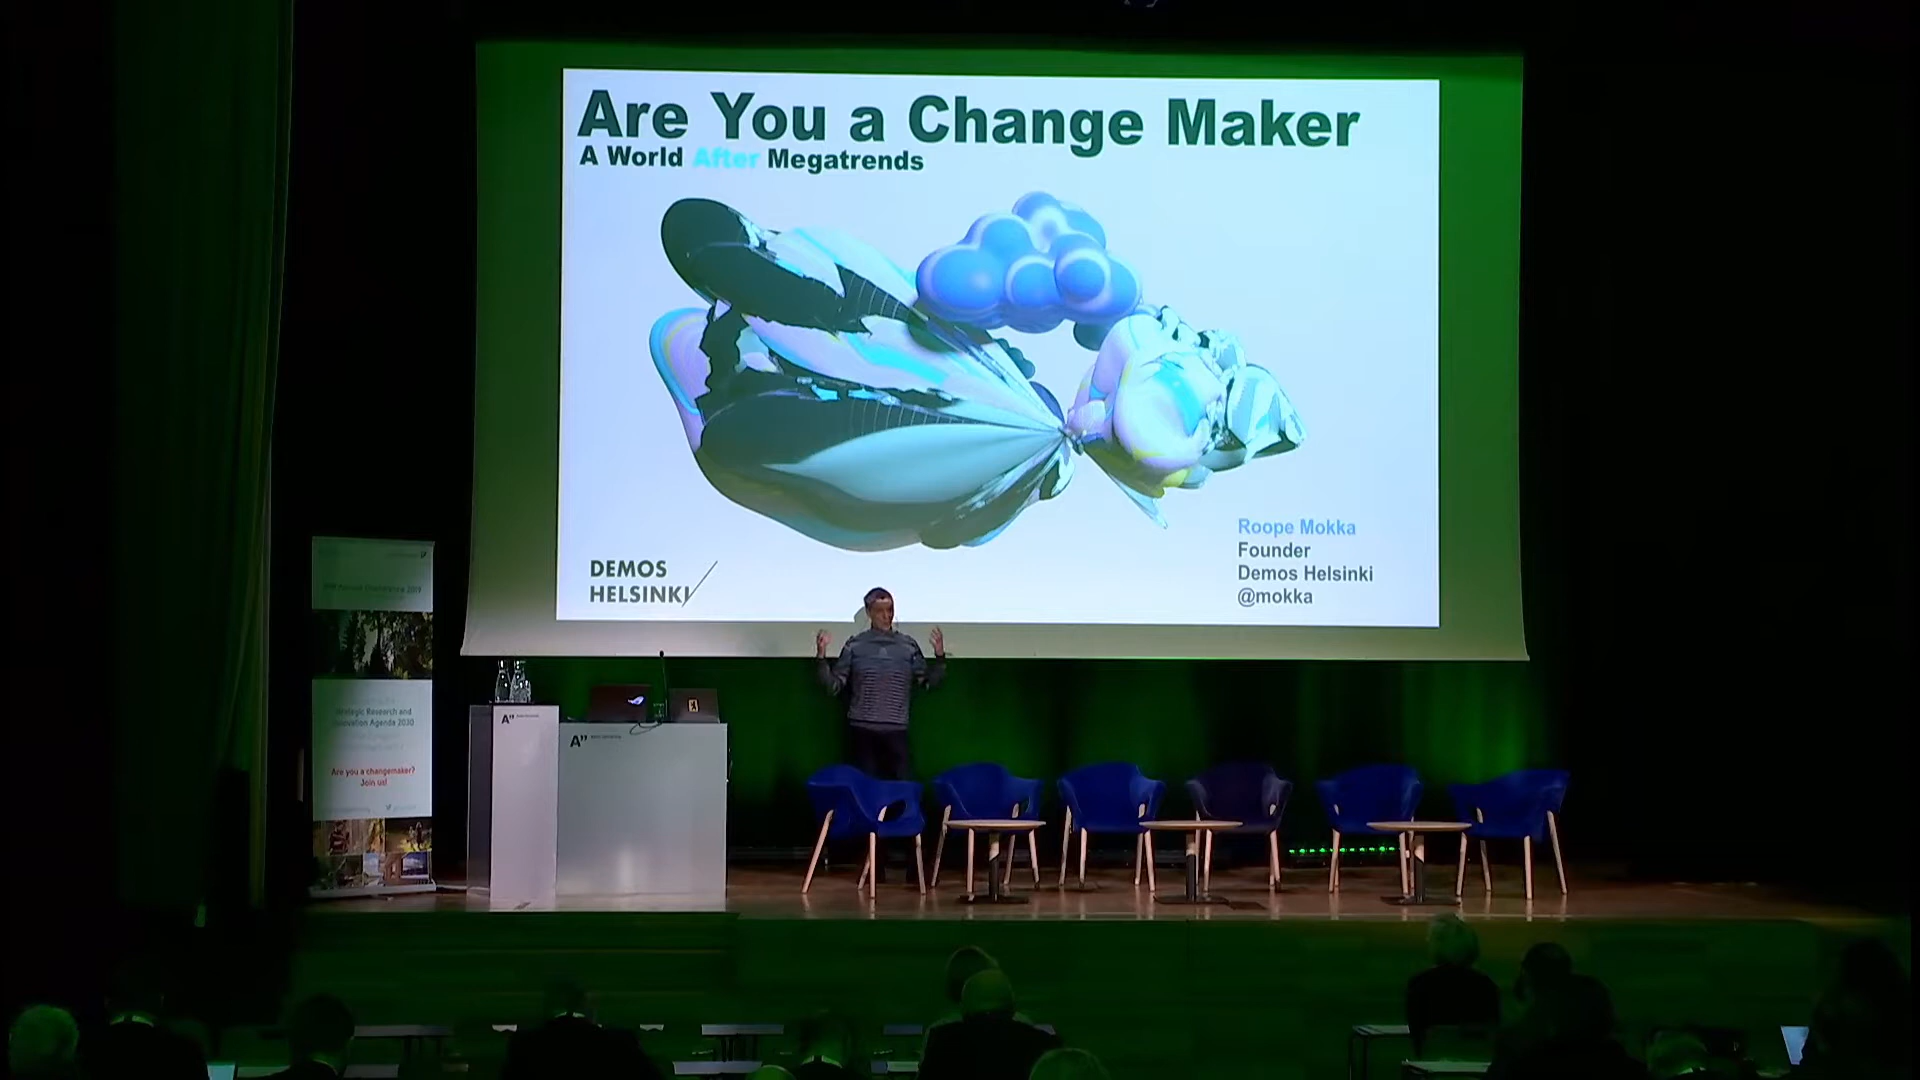 Are You a Change Maker
A World After Megatrends
Roope Mokka
Founder
Demos Helsinki
@mokka
DEMOS
HELSINKI
Strategic Research and
Innovation Agenda 2030
Are you a changemaker?
Join us!
A”
A”